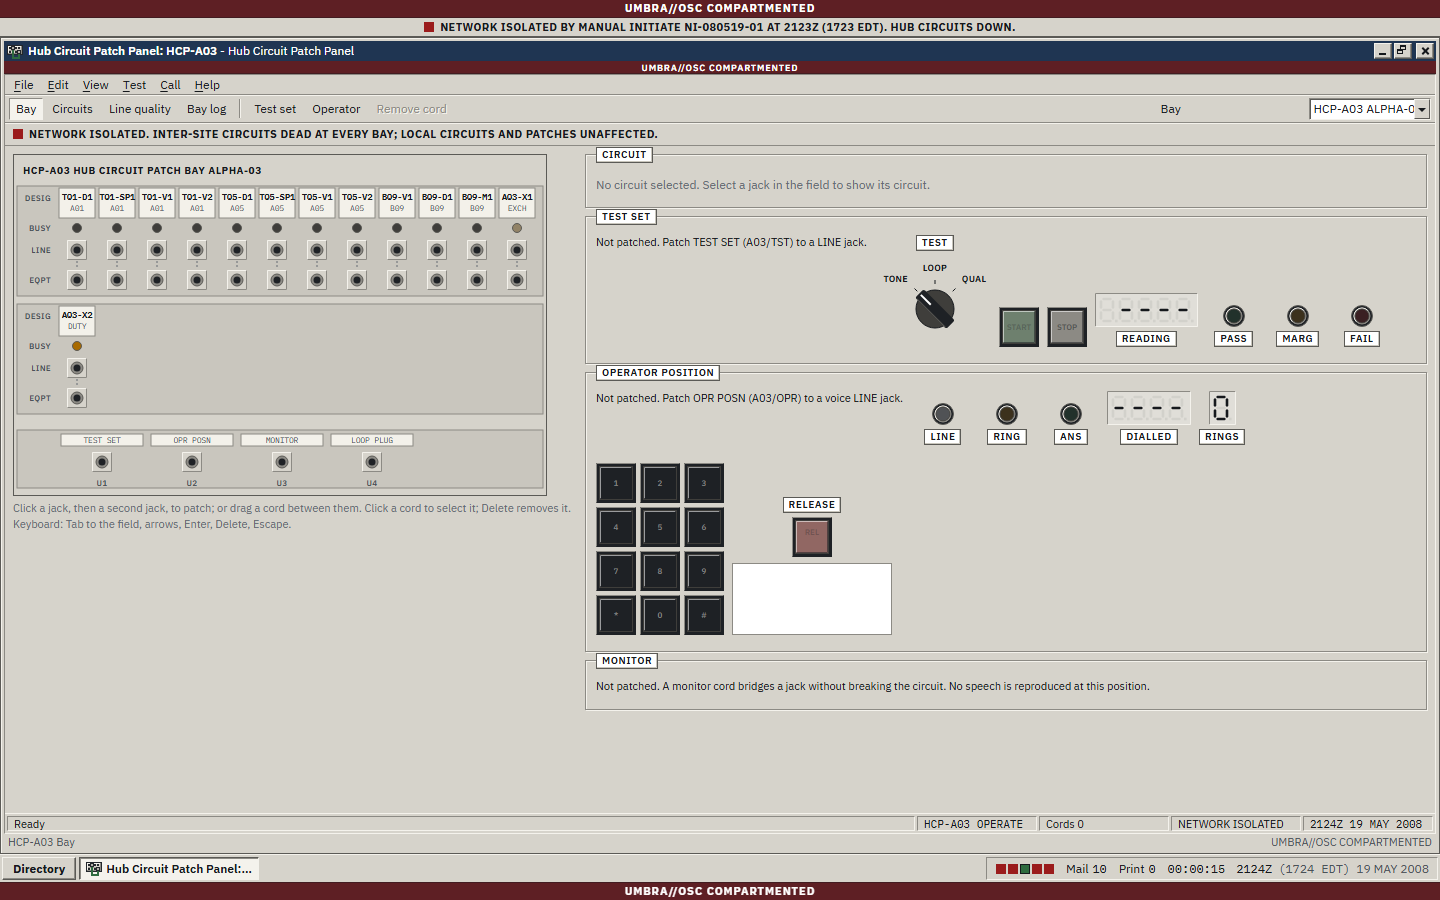 UMBRA//OSC COMPARTMENTED
NETWORK ISOLATED BY MANUAL INITIATE NI-080519-01 AT 2123Z (1723 EDT). HUB CIRCUITS DOWN.
Hub Circuit Patch Panel: HCP-A03 - Hub Circuit Patch Panel
UMBRA//OSC COMPARTMENTED
File Edit View Test Call Help
Bay Circuits Line quality Bay log Test set Operator Remove cord Bay HCP-A03 ALPHA-0
NETWORK ISOLATED. INTER-SITE CIRCUITS DEAD AT EVERY BAY; LOCAL CIRCUITS AND PATCHES UNAFFECTED.
HCP-A03 HUB CIRCUIT PATCH BAY ALPHA-03
DESIG T01-D1 T01-SP1 T01-V1 T01-V2 T05-D1 T05-SP1 T05-V1 T05-V2 B09-V1 B09-D1 B09-M1 A03-X1
A01 A01 A01 A01 A05 A05 A05 A05 B09 B09 B09 EXCH
BUSY
LINE
EQPT
DESIG A03-X2
DUTY
BUSY
LINE
EQPT
TEST SET OPR POSN MONITOR LOOP PLUG
U1 U2 U3 U4
Click a jack, then a second jack, to patch; or drag a cord between them. Click a cord to select it; Delete removes it.
Keyboard: Tab to the field, arrows, Enter, Delete, Escape.
CIRCUIT
No circuit selected. Select a jack in the field to show its circuit.
TEST SET
Not patched. Patch TEST SET (A03/TST) to a LINE jack.
TEST
LOOP
TONE QUAL
START STOP
-----
READING PASS MARG FAIL
OPERATOR POSITION
Not patched. Patch OPR POSN (A03/OPR) to a voice LINE jack.
---- 0
LINE RING ANS DIALLED RINGS
1 2 3
4 5 6
7 8 9
* 0 #
RELEASE
REL
MONITOR
Not patched. A monitor cord bridges a jack without breaking the circuit. No speech is reproduced at this position.
Ready HCP-A03 OPERATE Cords 0 NETWORK ISOLATED 2124Z 19 MAY 2008
HCP-A03 Bay UMBRA//OSC COMPARTMENTED
Directory Hub Circuit Patch Panel:... Mail 10 Print 0 00:00:15 2124Z (1724 EDT) 19 MAY 2008
UMBRA//OSC COMPARTMENTED